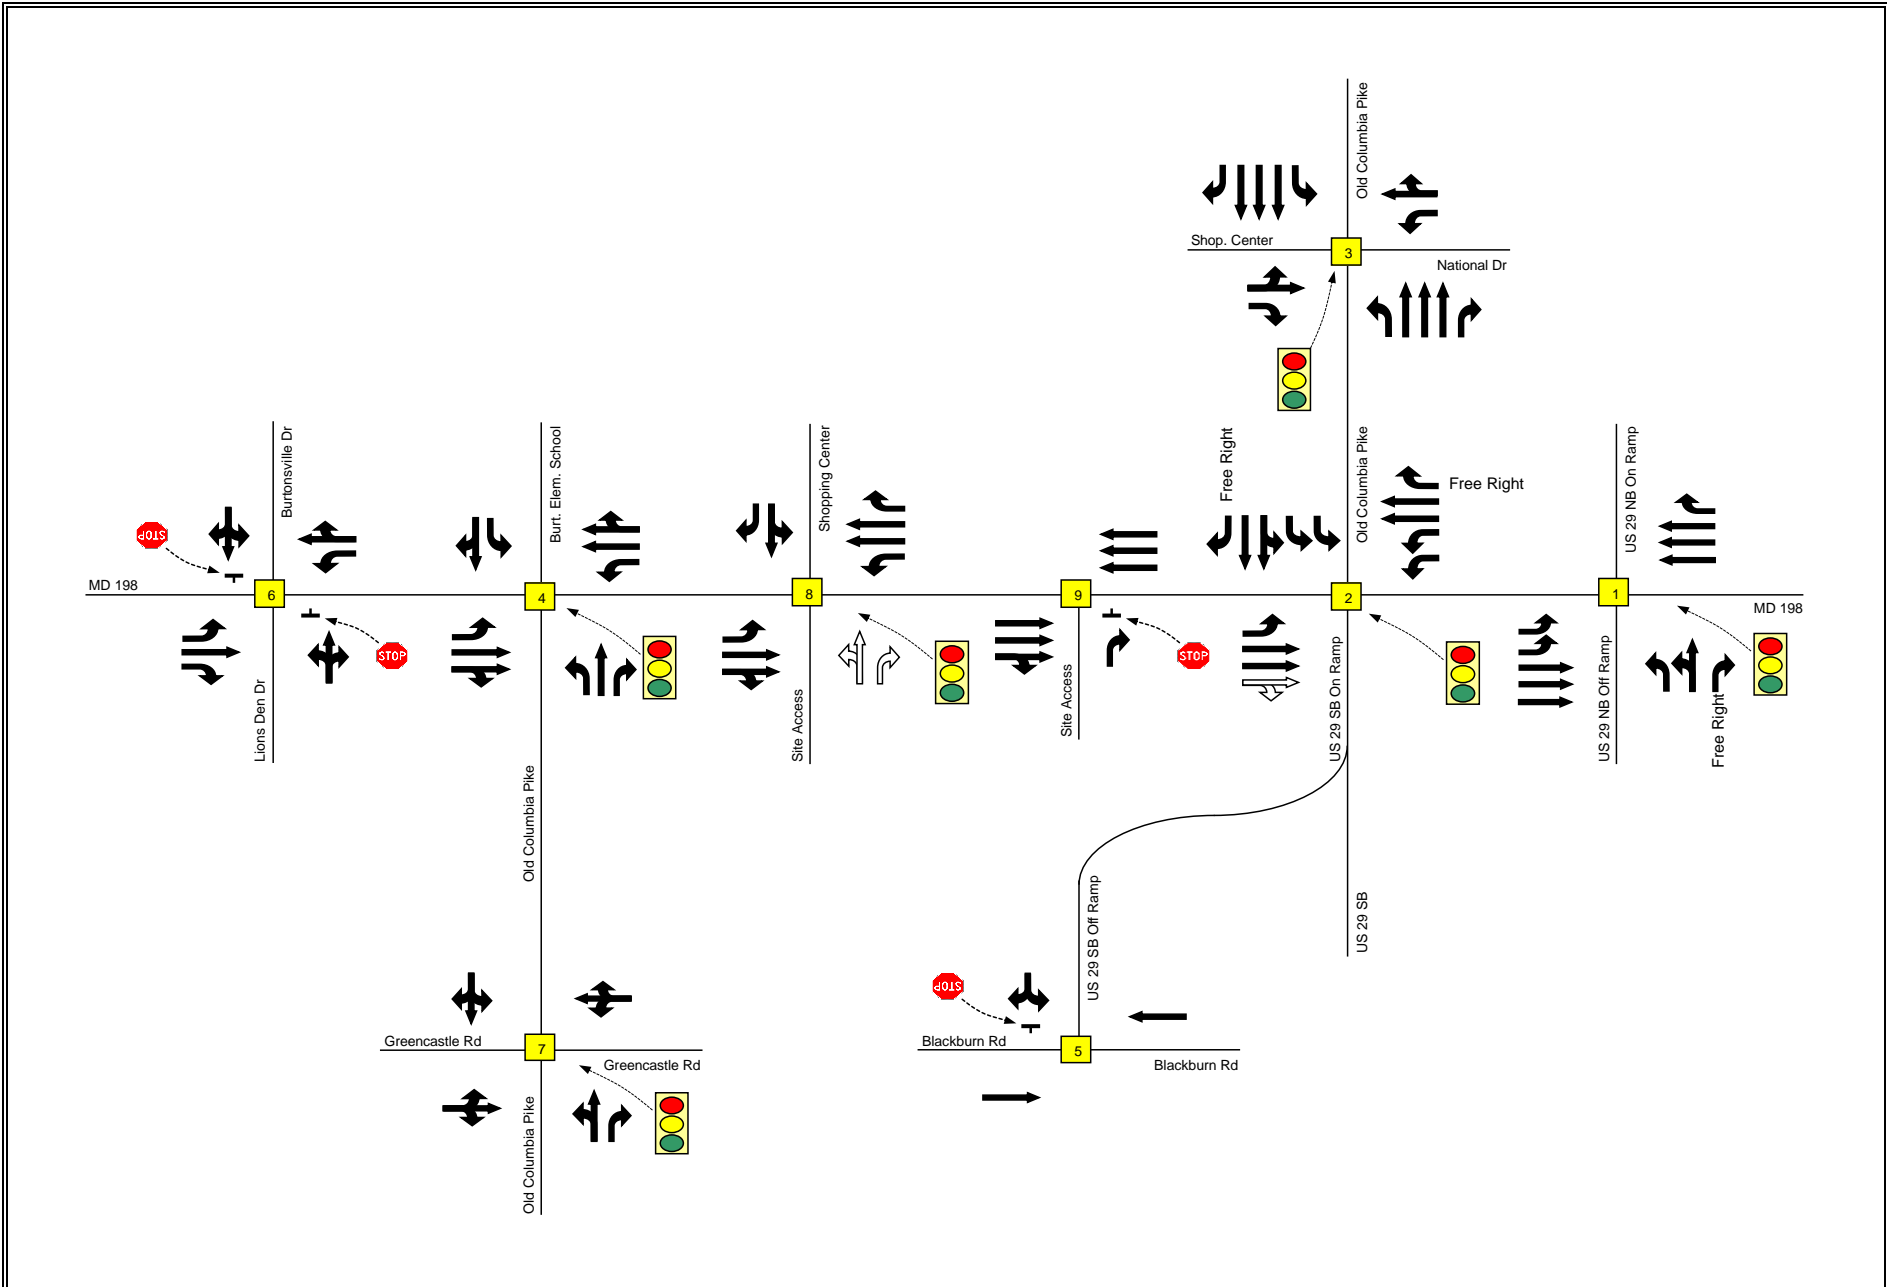 Old Columbia Pike
Shop. Center
3
National Dr
Burtonsville Dr
Burt. Elem. School
Shopping Center
Free Right
Old Columbia Pike
Free Right
US 29 NB On Ramp
STOP
MD 198
6
4
8
9
2
1
MD 198
STOP
STOP
Lions Den Dr
Site Access
Site Access
US 29 SB On Ramp
US 29 NB Off Ramp
Free Right
Old Columbia Pike
US 29 SB Off Ramp
US 29 SB
STOP
Greencastle Rd
7
Greencastle Rd
Blackburn Rd
5
Blackburn Rd
Old Columbia Pike